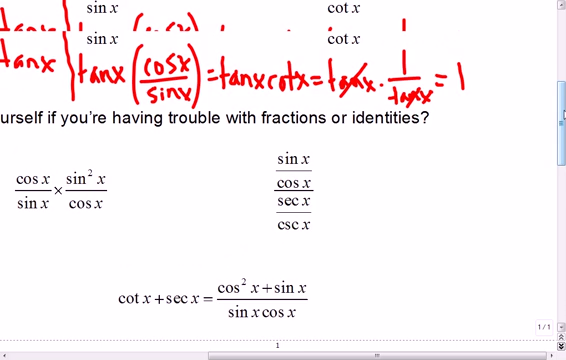 sin x cot x
sin x cot x
tanx tanx (cosx/sinx) = tanxcotx = tanx · 1/tanx = 1
urself if you're having trouble with fractions or identities?
cos x/sin x × sin² x/cos x
sin x
cos x
sec x
csc x
cot x + sec x = cos² x + sin x/sin x cos x
1 / 1
1